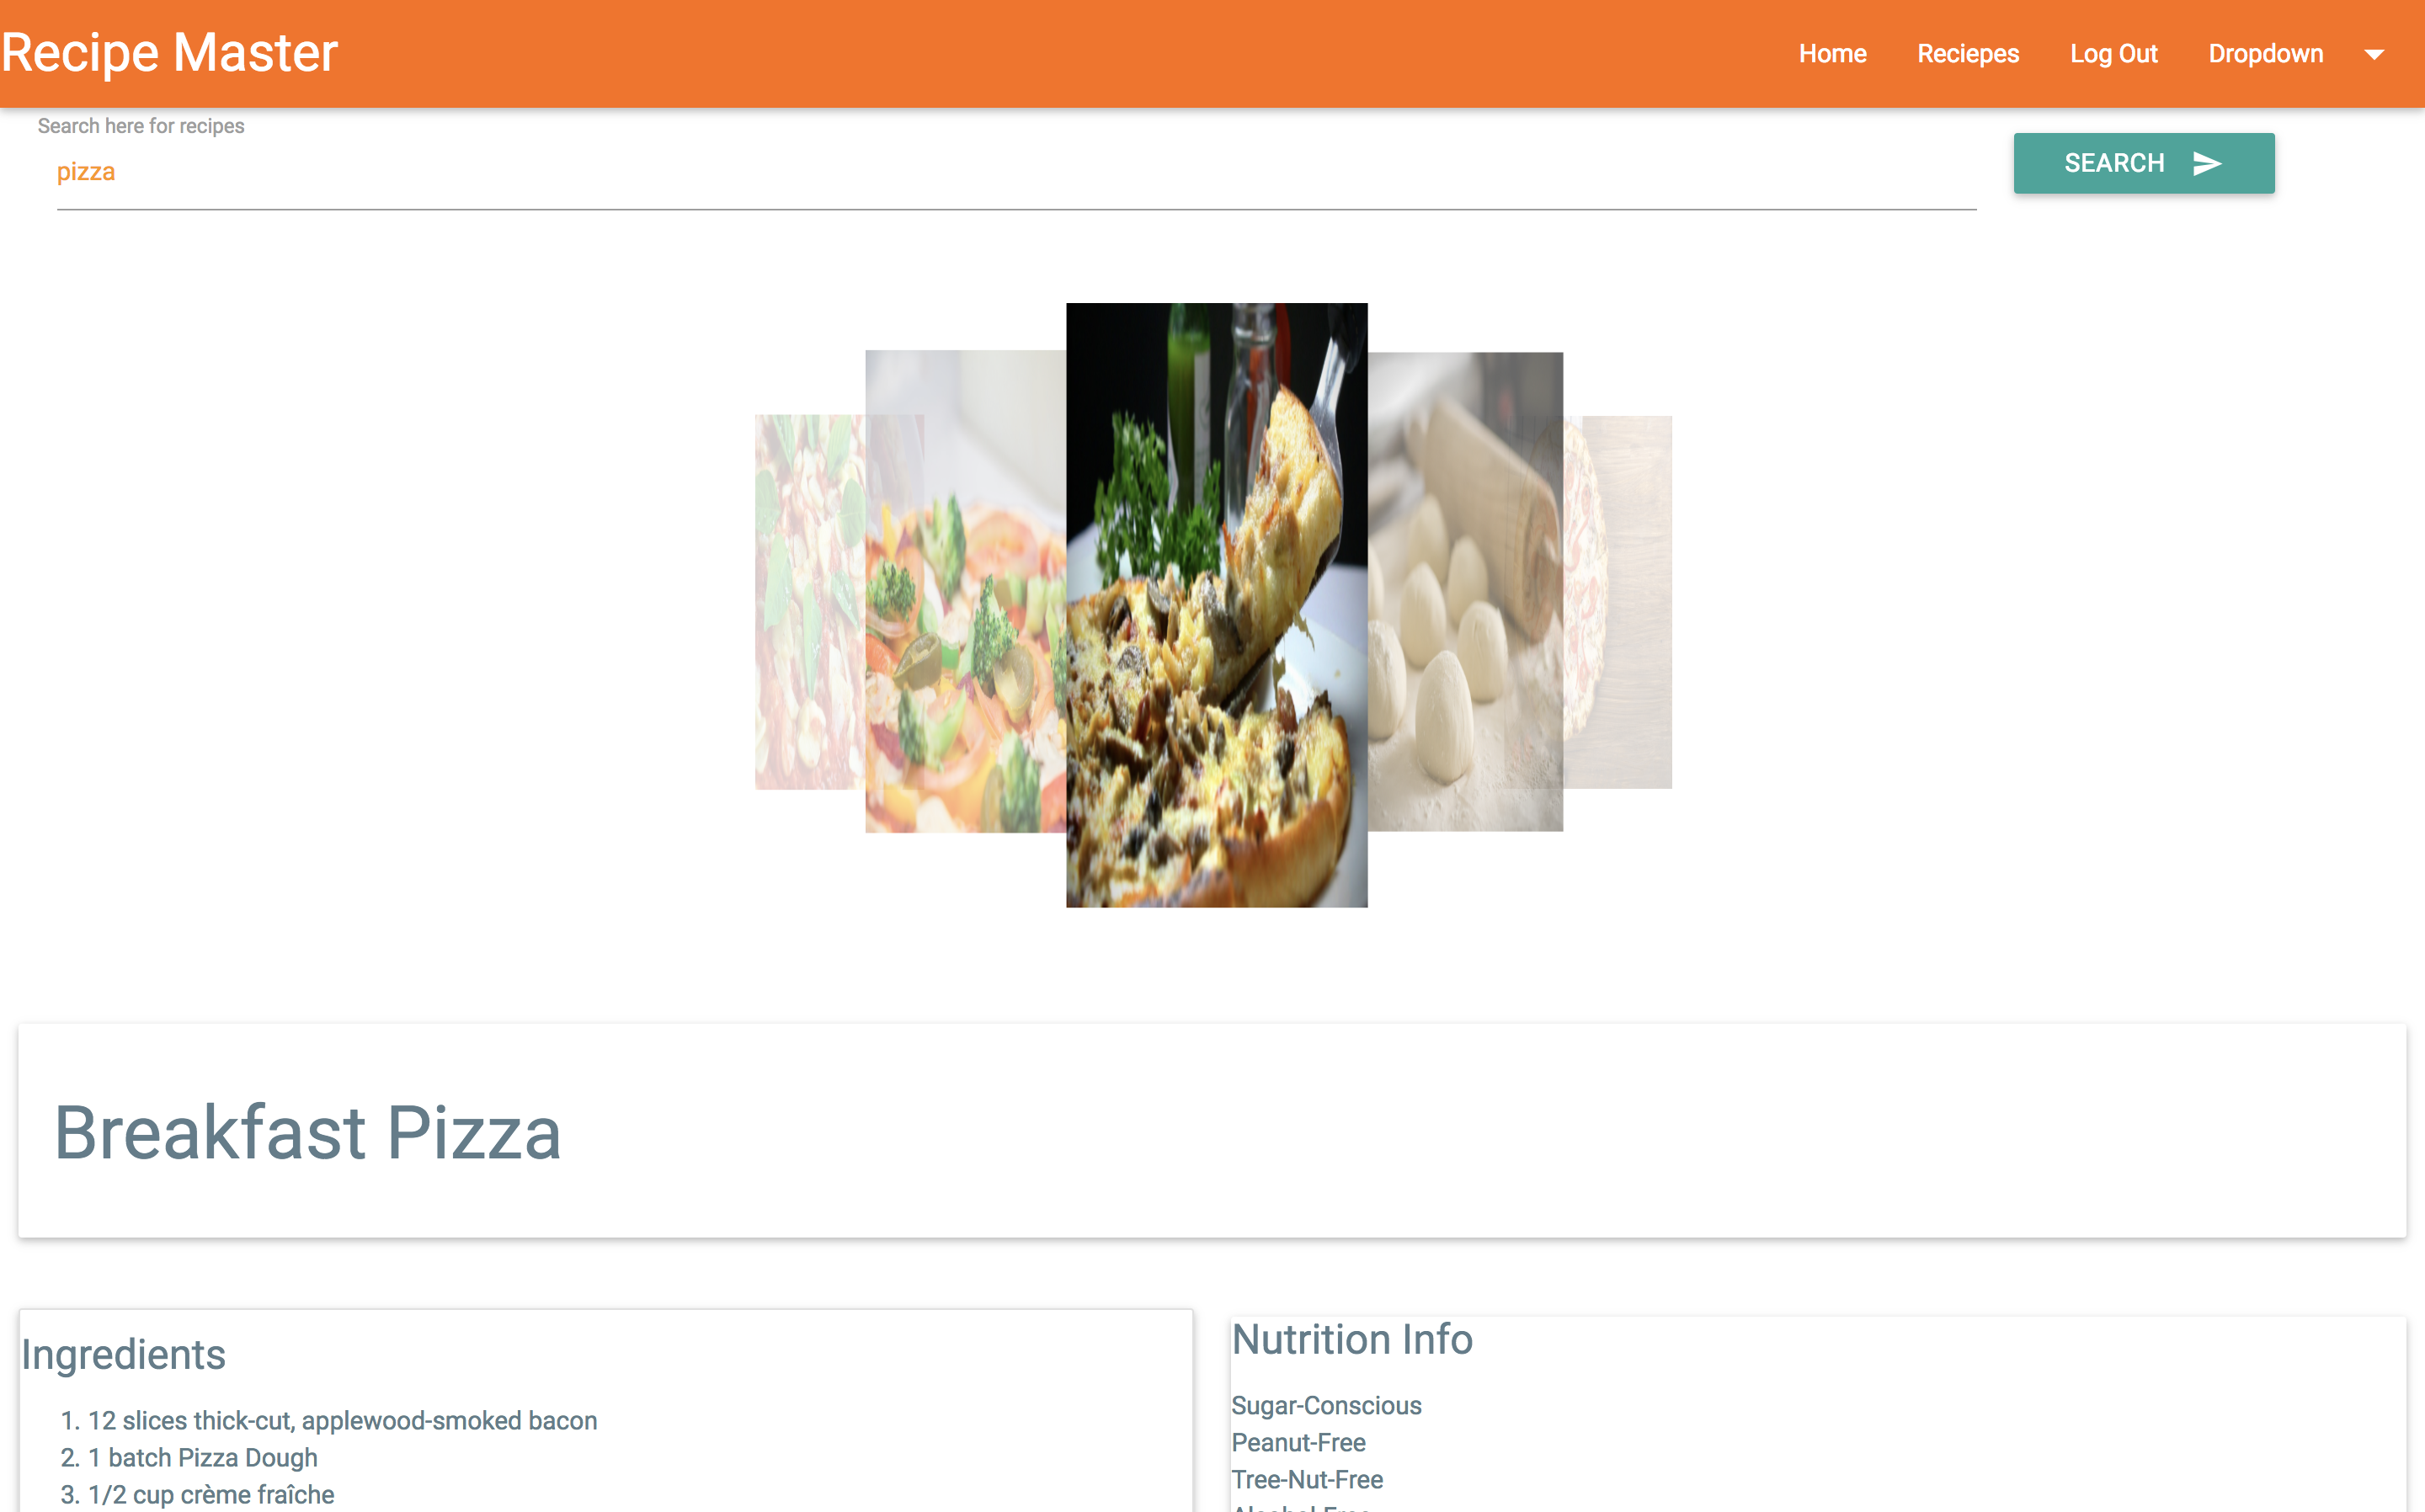 Recipe Master
Home Reciepes Log Out Dropdown
Search here for recipes
pizza
SEARCH
Breakfast Pizza
Ingredients
1. 12 slices thick-cut, applewood-smoked bacon
2. 1 batch Pizza Dough
3. 1/2 cup crème fraîche
Nutrition Info
Sugar-Conscious
Peanut-Free
Tree-Nut-Free